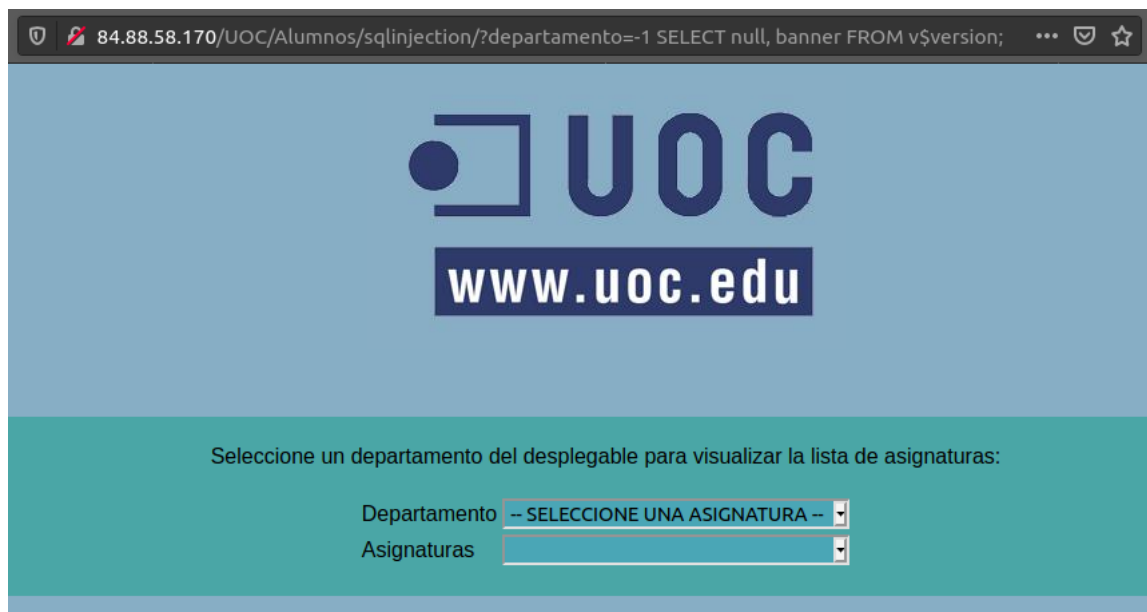 84.88.58.170/UOC/Alumnos/sqlinjection/?departamento=-1 SELECT null, banner FROM v$version;
UOC
www.uoc.edu
Seleccione un departamento del desplegable para visualizar la lista de asignaturas:
Departamento -- SELECCIONE UNA ASIGNATURA --
Asignaturas